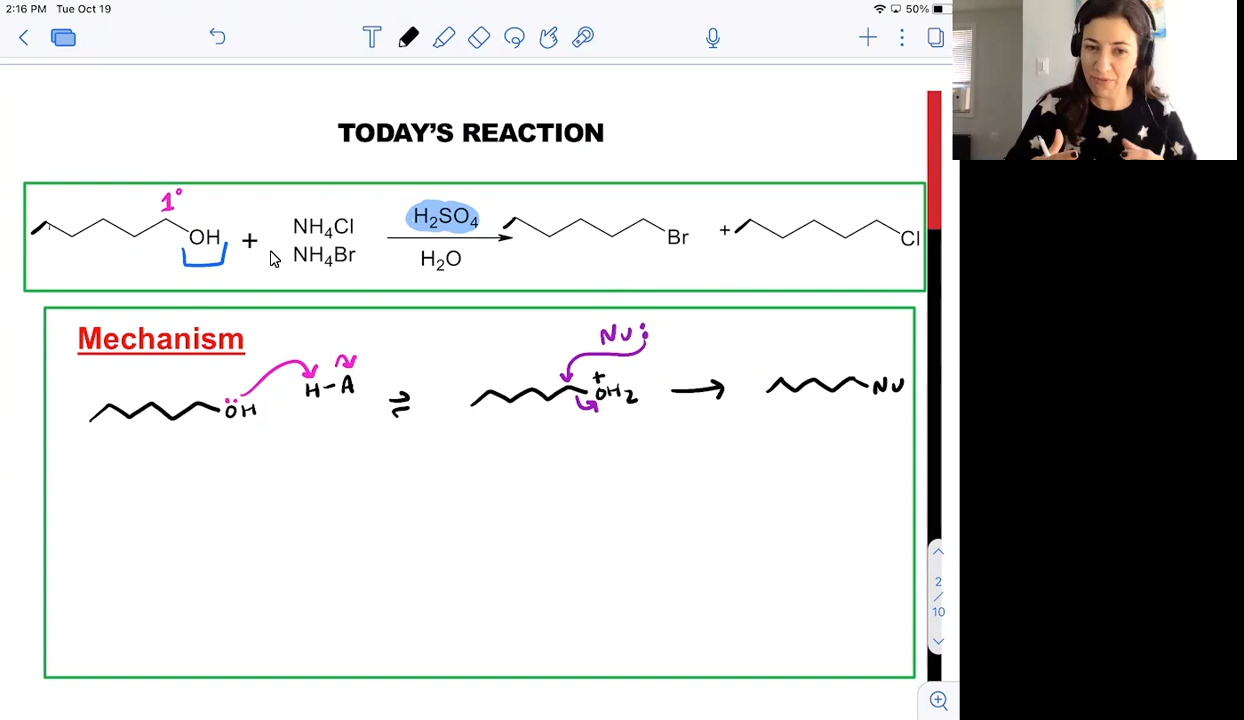 2:16 PM Tue Oct 19
50%
T
TODAY'S REACTION
1°
OH
+
NH₄Cl
NH₄Br
H₂SO₄
H₂O
Br
+
Cl
Mechanism
ÖH
H-A
Nu:
+
OH₂
Nu
2
/
10